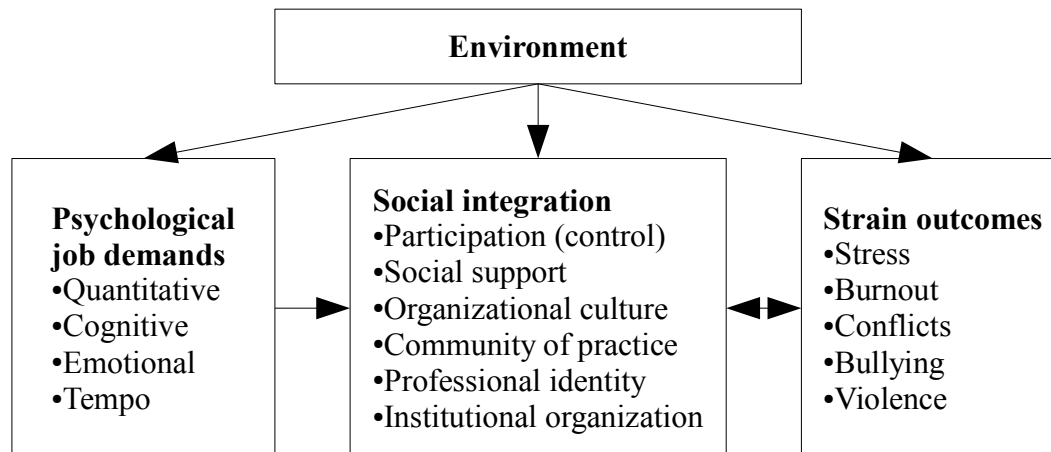 Environment
Psychological
job demands
•Quantitative
•Cognitive
•Emotional
•Tempo
Social integration
•Participation (control)
•Social support
•Organizational culture
•Community of practice
•Professional identity
•Institutional organization
Strain outcomes
•Stress
•Burnout
•Conflicts
•Bullying
•Violence